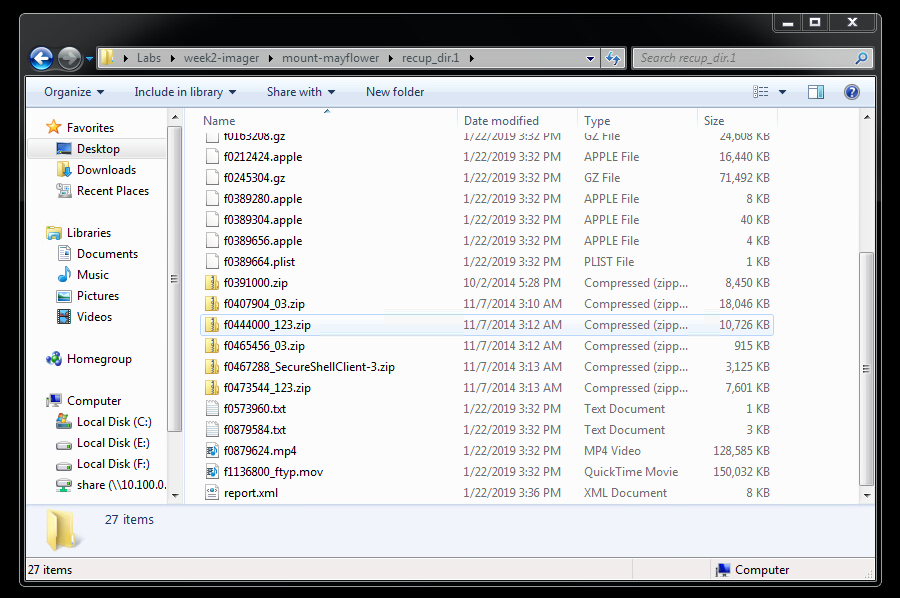 Labs ▸ week2-imager ▸ mount-mayflower ▸ recup_dir.1 ▸
Search recup_dir.1
Organize Include in library Share with New folder
Favorites
Desktop
Downloads
Recent Places
Libraries
Documents
Music
Pictures
Videos
Homegroup
Computer
Local Disk (C:)
Local Disk (E:)
Local Disk (F:)
share (\\10.100.0.
Name Date modified Type Size
f0163208.gz 1/22/2019 3:32 PM GZ File 24,608 KB
f0212424.apple 1/22/2019 3:32 PM APPLE File 16,440 KB
f0245304.gz 1/22/2019 3:32 PM GZ File 71,492 KB
f0389280.apple 1/22/2019 3:32 PM APPLE File 8 KB
f0389304.apple 1/22/2019 3:32 PM APPLE File 40 KB
f0389656.apple 1/22/2019 3:32 PM APPLE File 4 KB
f0389664.plist 1/22/2019 3:32 PM PLIST File 1 KB
f0391000.zip 10/2/2014 5:28 PM Compressed (zipp... 8,450 KB
f0407904_03.zip 11/7/2014 3:10 AM Compressed (zipp... 18,046 KB
f0444000_123.zip 11/7/2014 3:12 AM Compressed (zipp... 10,726 KB
f0465456_03.zip 11/7/2014 3:12 AM Compressed (zipp... 915 KB
f0467288_SecureShellClient-3.zip 11/7/2014 3:13 AM Compressed (zipp... 3,125 KB
f0473544_123.zip 11/7/2014 3:13 AM Compressed (zipp... 7,601 KB
f0573960.txt 1/22/2019 3:32 PM Text Document 1 KB
f0879584.txt 1/22/2019 3:32 PM Text Document 3 KB
f0879624.mp4 1/22/2019 3:32 PM MP4 Video 128,585 KB
f1136800_ftyp.mov 1/22/2019 3:32 PM QuickTime Movie 150,032 KB
report.xml 1/22/2019 3:36 PM XML Document 8 KB
27 items
27 items Computer